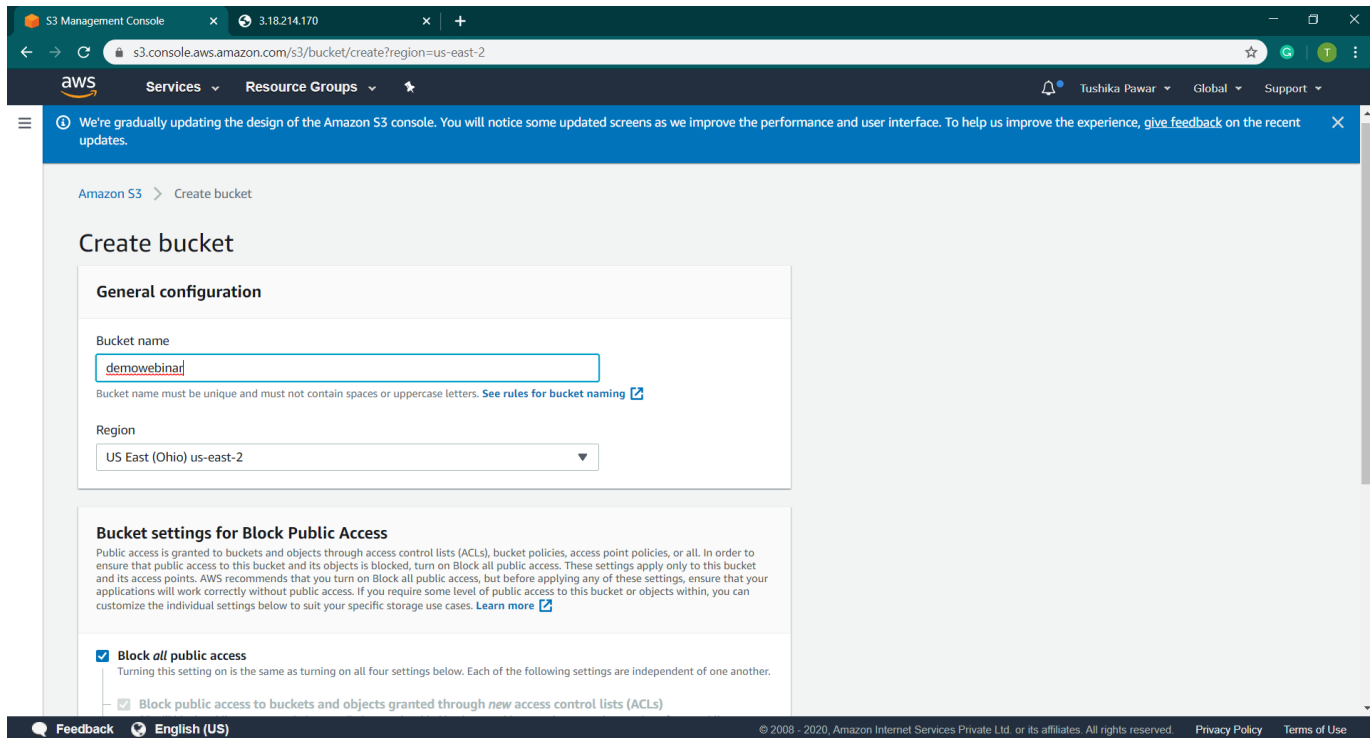 S3 Management Console
3.18.214.170
s3.console.aws.amazon.com/s3/bucket/create?region=us-east-2
T
aws Services Resource Groups Tushika Pawar Global Support
We're gradually updating the design of the Amazon S3 console. You will notice some updated screens as we improve the performance and user interface. To help us improve the experience, give feedback on the recent
updates.
Amazon S3 > Create bucket
Create bucket
General configuration
Bucket name
demowebinar
Bucket name must be unique and must not contain spaces or uppercase letters. See rules for bucket naming
Region
US East (Ohio) us-east-2
Bucket settings for Block Public Access
Public access is granted to buckets and objects through access control lists (ACLs), bucket policies, access point policies, or all. In order to
ensure that public access to this bucket and its objects is blocked, turn on Block all public access. These settings apply only to this bucket
and its access points. AWS recommends that you turn on Block all public access, but before applying any of these settings, ensure that your
applications will work correctly without public access. If you require some level of public access to this bucket or objects within, you can
customize the individual settings below to suit your specific storage use cases. Learn more
Block all public access
Turning this setting on is the same as turning on all four settings below. Each of the following settings are independent of one another.
Block public access to buckets and objects granted through new access control lists (ACLs)
Feedback English (US) © 2008 - 2020, Amazon Internet Services Private Ltd. or its affiliates. All rights reserved. Privacy Policy Terms of Use